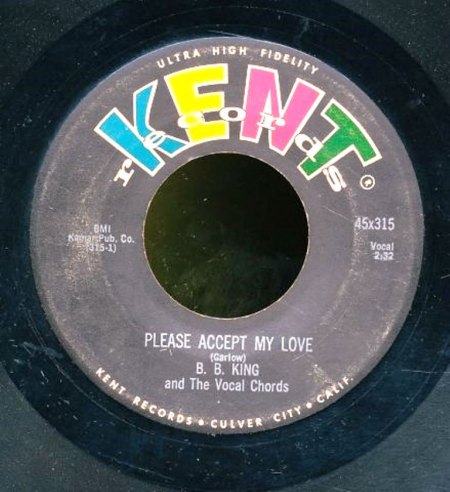 ULTRA HIGH FIDELITY
KENT
records ®
BMI
Kamar Pub. Co.
(315-1)
45x315
Vocal
2:32
PLEASE ACCEPT MY LOVE
(Garlow)
B. B. KING
and The Vocal Chords
KENT RECORDS • CULVER CITY • CALIF.